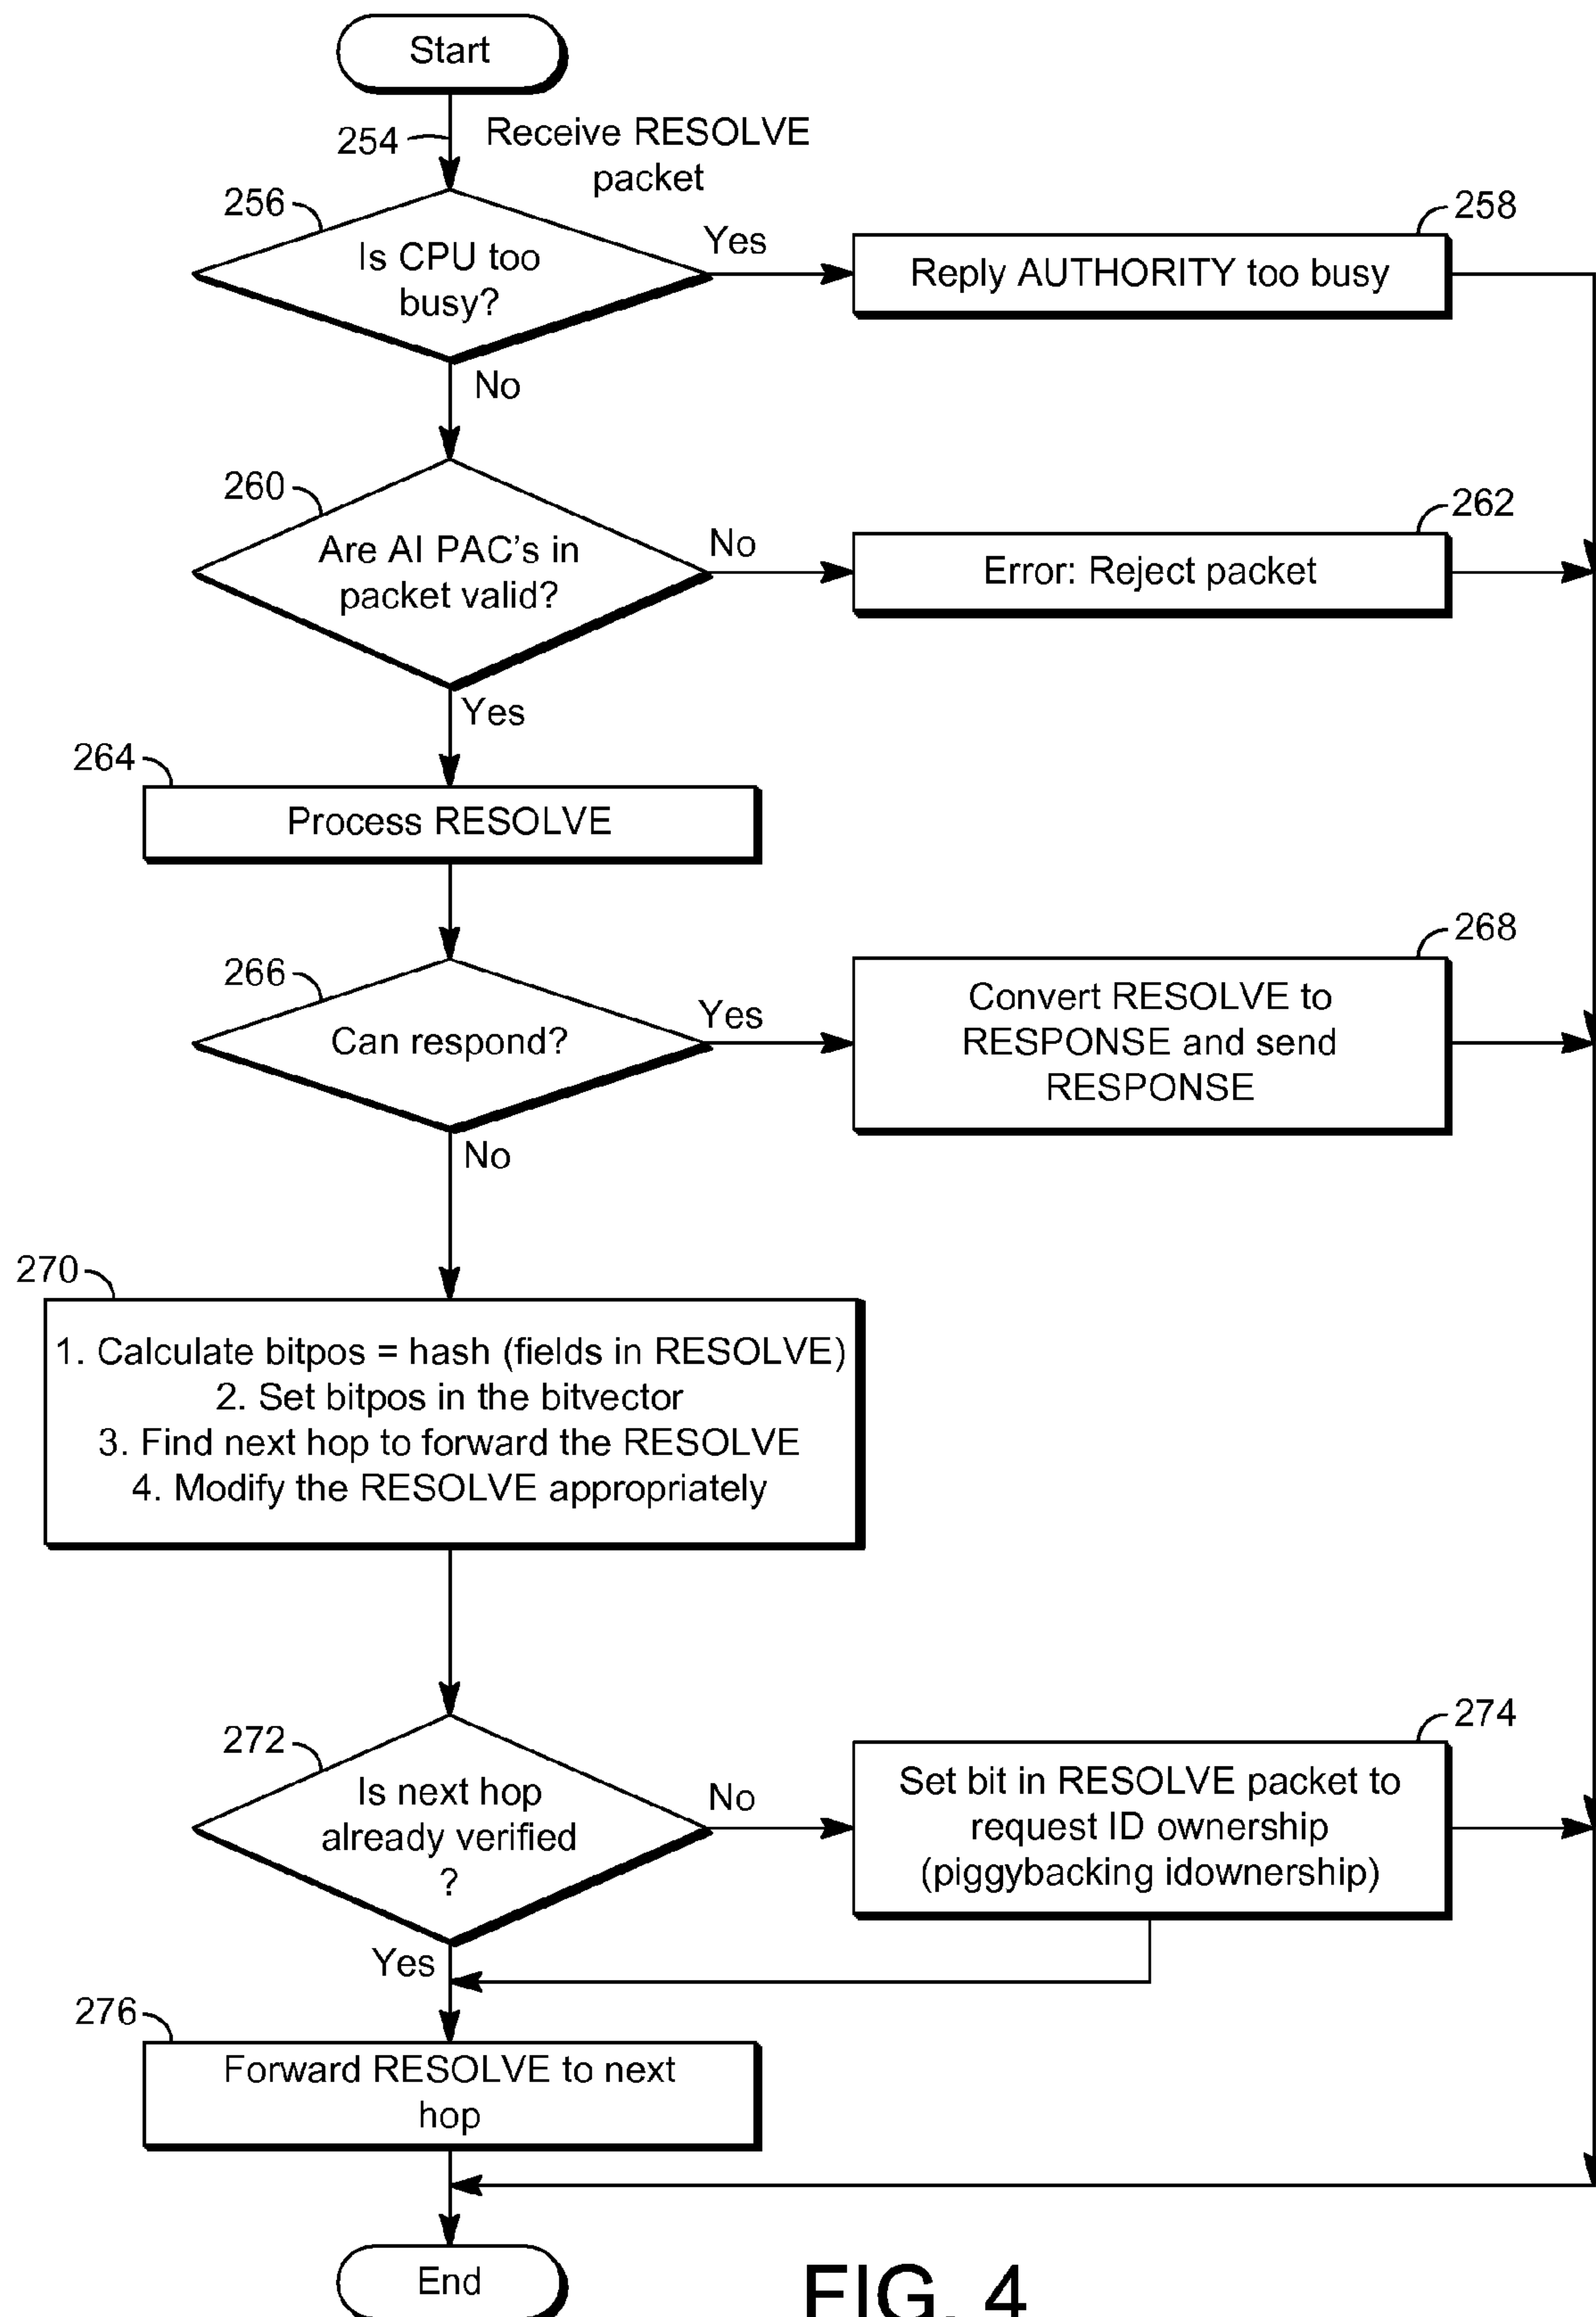 Start
254
Receive RESOLVE
packet
256
Is CPU too
busy?
Yes
258
Reply AUTHORITY too busy
No
260
Are AI PAC's in
packet valid?
No
262
Error: Reject packet
Yes
264
Process RESOLVE
266
Can respond?
Yes
268
Convert RESOLVE to
RESPONSE and send
RESPONSE
No
270
1. Calculate bitpos = hash (fields in RESOLVE)
2. Set bitpos in the bitvector
3. Find next hop to forward the RESOLVE
4. Modify the RESOLVE appropriately
272
Is next hop
already verified
?
No
274
Set bit in RESOLVE packet to
request ID ownership
(piggybacking idownership)
Yes
276
Forward RESOLVE to next
hop
End
FIG. 4